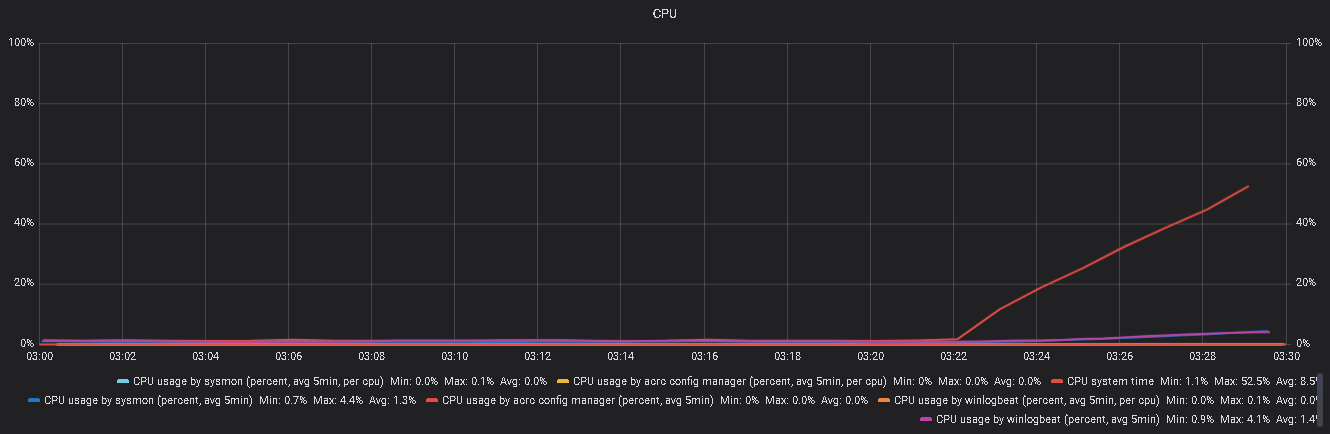 CPU
100% 100%
80% 80%
60% 60%
40% 40%
20% 20%
0% 0%
03:00 03:02 03:04 03:06 03:08 03:10 03:12 03:14 03:16 03:18 03:20 03:22 03:24 03:26 03:28 03:30
CPU usage by sysmon (percent, avg 5min, per cpu) Min: 0.0% Max: 0.1% Avg: 0.0% CPU usage by acrc config manager (percent, avg 5min, per cpu) Min: 0% Max: 0.0% Avg: 0.0% CPU system time Min: 1.1% Max: 52.5% Avg: 8.5%
CPU usage by sysmon (percent, avg 5min) Min: 0.7% Max: 4.4% Avg: 1.3% CPU usage by acrc config manager (percent, avg 5min) Min: 0% Max: 0.0% Avg: 0.0% CPU usage by winlogbeat (percent, avg 5min, per cpu) Min: 0.0% Max: 0.1% Avg: 0.0%
CPU usage by winlogbeat (percent, avg 5min) Min: 0.9% Max: 4.1% Avg: 1.4